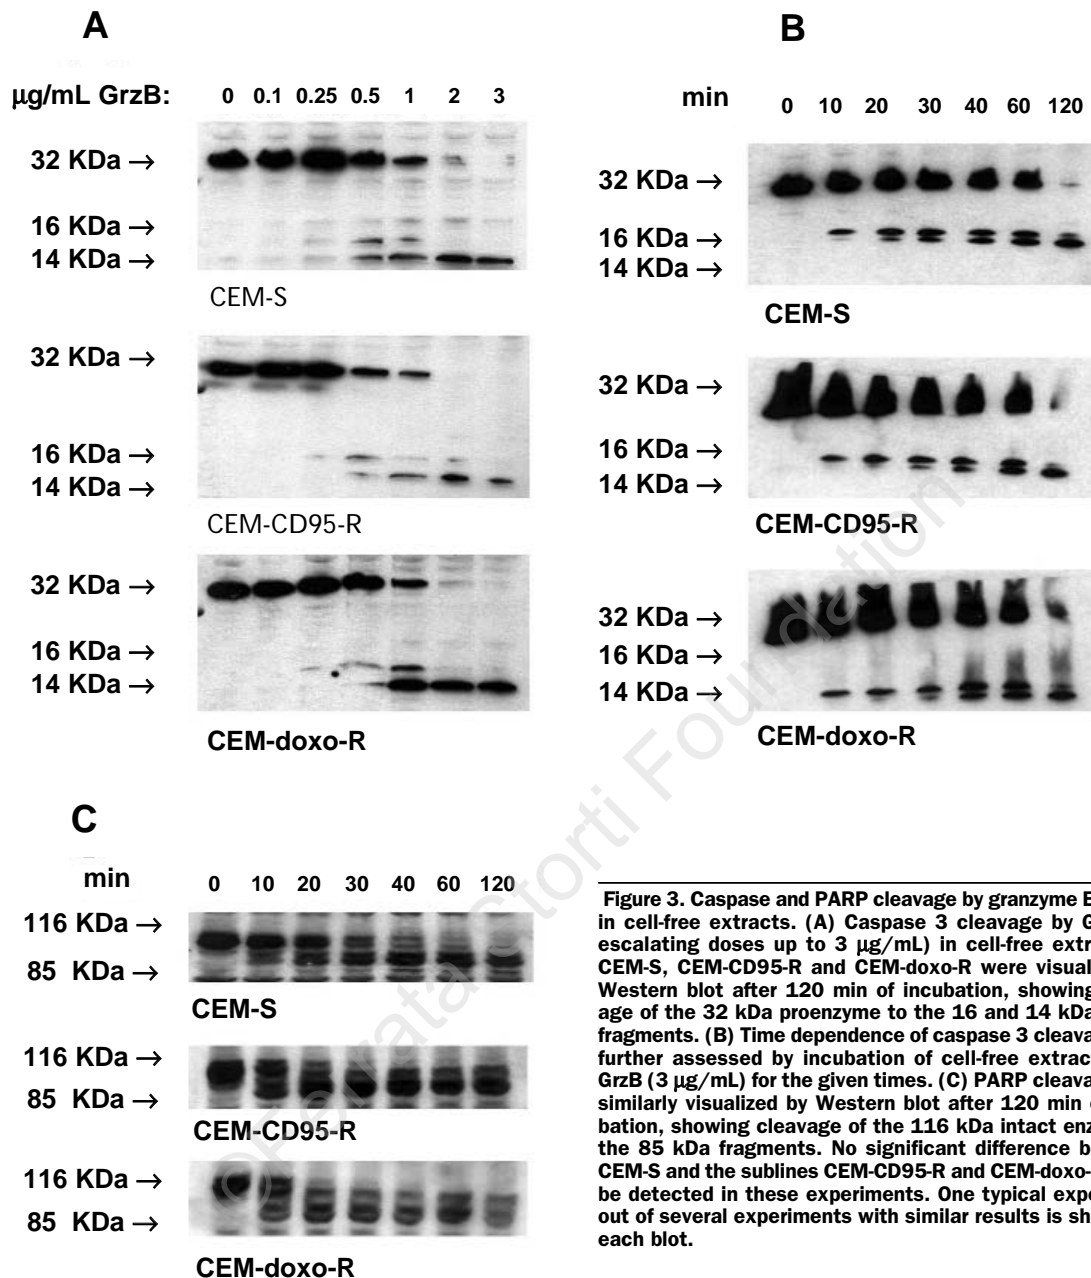 A
µg/mL GrzB: 0 0.1 0.25 0.5 1 2 3
32 KDa →
16 KDa →
14 KDa →
CEM-S
32 KDa →
16 KDa →
14 KDa →
CEM-CD95-R
32 KDa →
16 KDa →
14 KDa →
CEM-doxo-R
B
min 0 10 20 30 40 60 120
32 KDa →
16 KDa →
14 KDa →
CEM-S
32 KDa →
16 KDa →
14 KDa →
CEM-CD95-R
32 KDa →
16 KDa →
14 KDa →
CEM-doxo-R
C
min 0 10 20 30 40 60 120
116 KDa →
85 KDa →
CEM-S
116 KDa →
85 KDa →
CEM-CD95-R
116 KDa →
85 KDa →
CEM-doxo-R
Figure 3. Caspase and PARP cleavage by granzyme B
in cell-free extracts. (A) Caspase 3 cleavage by G
escalating doses up to 3 µg/mL) in cell-free extr
CEM-S, CEM-CD95-R and CEM-doxo-R were visual
Western blot after 120 min of incubation, showing
age of the 32 kDa proenzyme to the 16 and 14 kDa
fragments. (B) Time dependence of caspase 3 cleava
further assessed by incubation of cell-free extrac
GrzB (3 µg/mL) for the given times. (C) PARP cleava
similarly visualized by Western blot after 120 min
bation, showing cleavage of the 116 kDa intact enz
the 85 kDa fragments. No significant difference b
CEM-S and the sublines CEM-CD95-R and CEM-doxo-
be detected in these experiments. One typical expe
out of several experiments with similar results is sh
each blot.
©Ferrata Storti Foundation